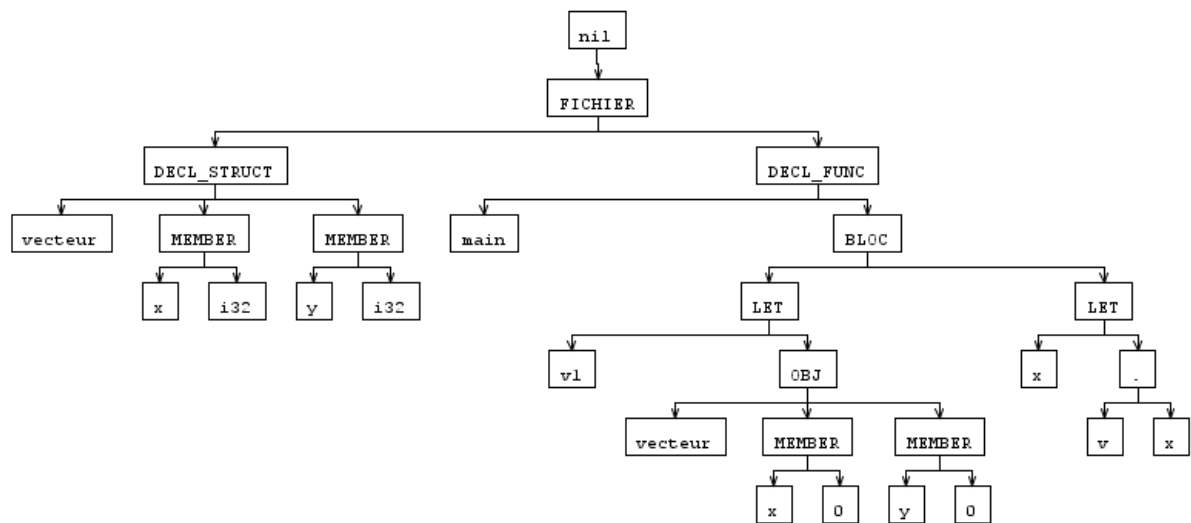 nil
FICHIER
DECL_STRUCT DECL_FUNC
vecteur MEMBER MEMBER main BLOC
x i32 y i32 LET LET
v1 OBJ x .
vecteur MEMBER MEMBER v x
x 0 y 0